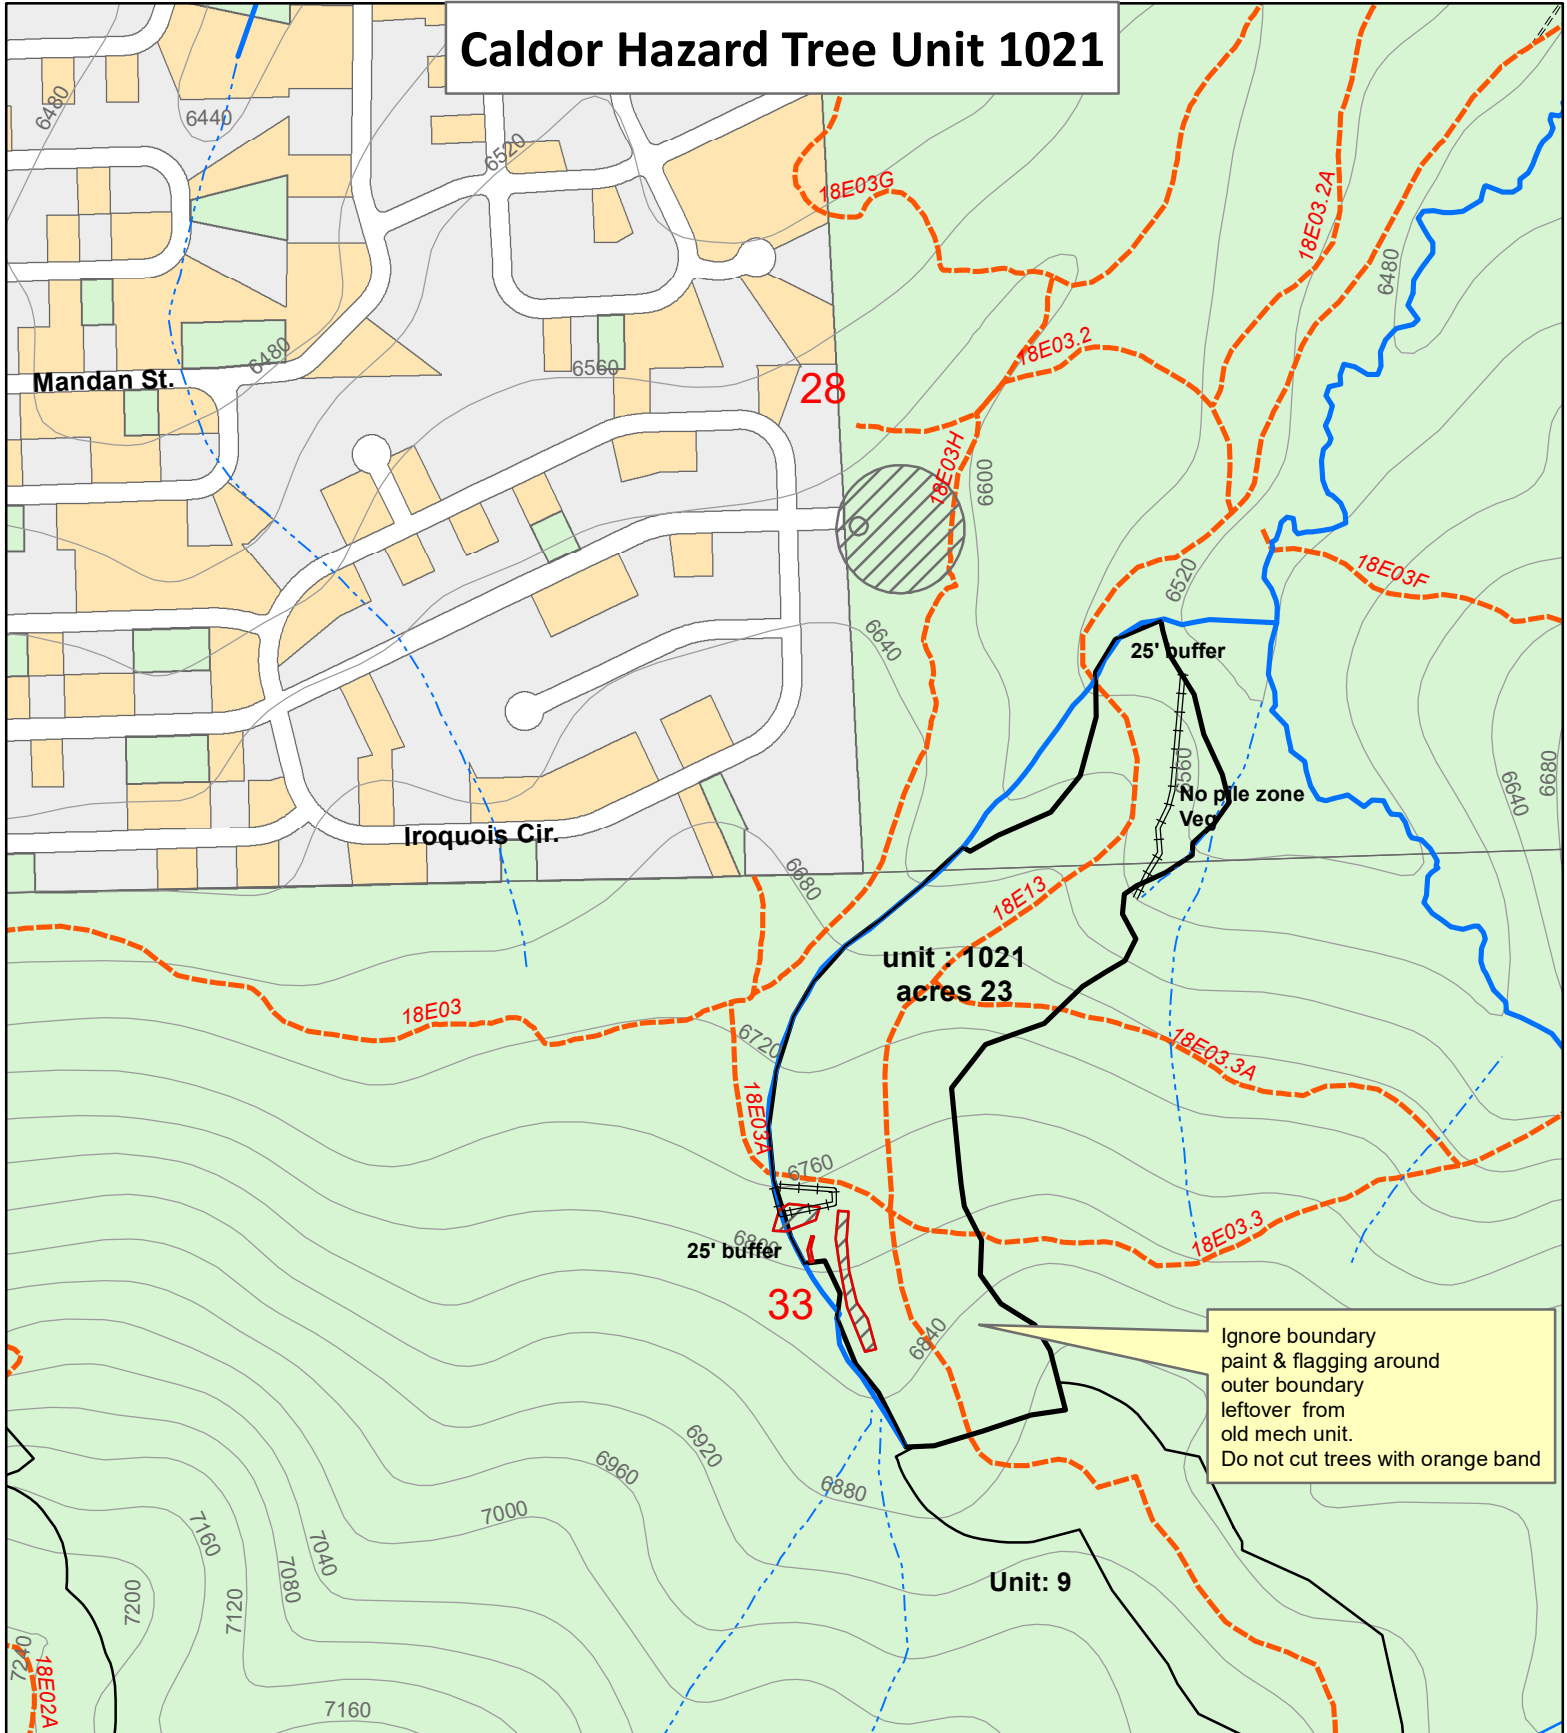 Caldor Hazard Tree Unit 1021
6480
6440
6520
18E03G
18E03.2A
6480
6480
Mandan St.
6560
28
18E03.2
18E03H
6600
6520
18E03F
6640
25' buffer
6560
No pile zone
Veg
6640
6680
Iroquois Cir.
6680
18E13
unit : 1021
acres 23
18E03
6720
18E03.3A
18E03A
6760
6800
25' buffer
18E03.3
33
6840
Ignore boundary
paint & flagging around
outer boundary
leftover from
old mech unit.
Do not cut trees with orange band
6920
6960
6880
7000
7160
7040
7080
7120
7200
Unit: 9
7240
18E02A
7160